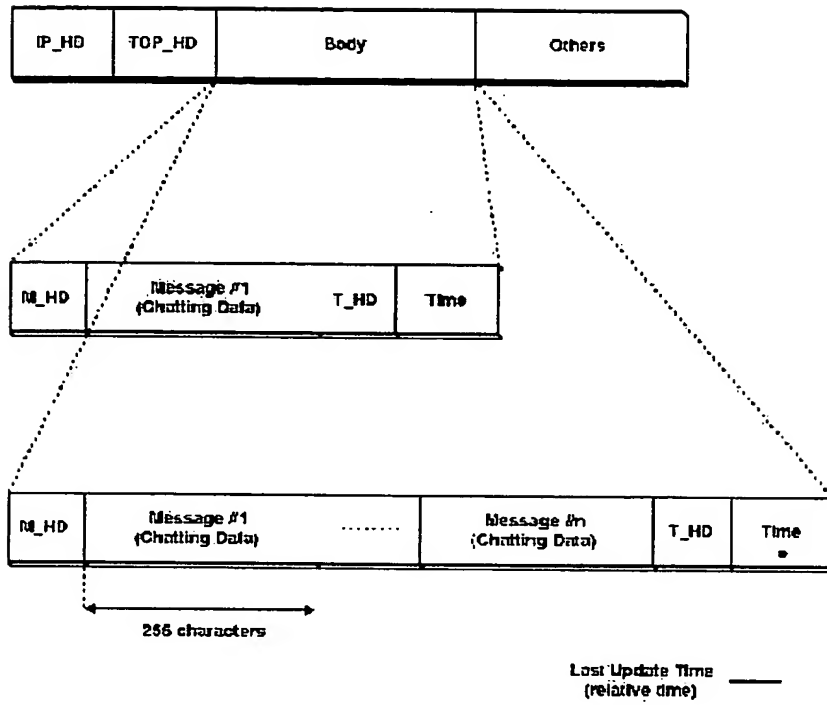 IP_HD TOP_HD Body Others
M_HD Message #1 (Chatting Data) T_HD Time
M_HD Message #1 (Chatting Data) ........ Message #n (Chatting Data) T_HD Time
256 characters
Last Update Time
(relative time)